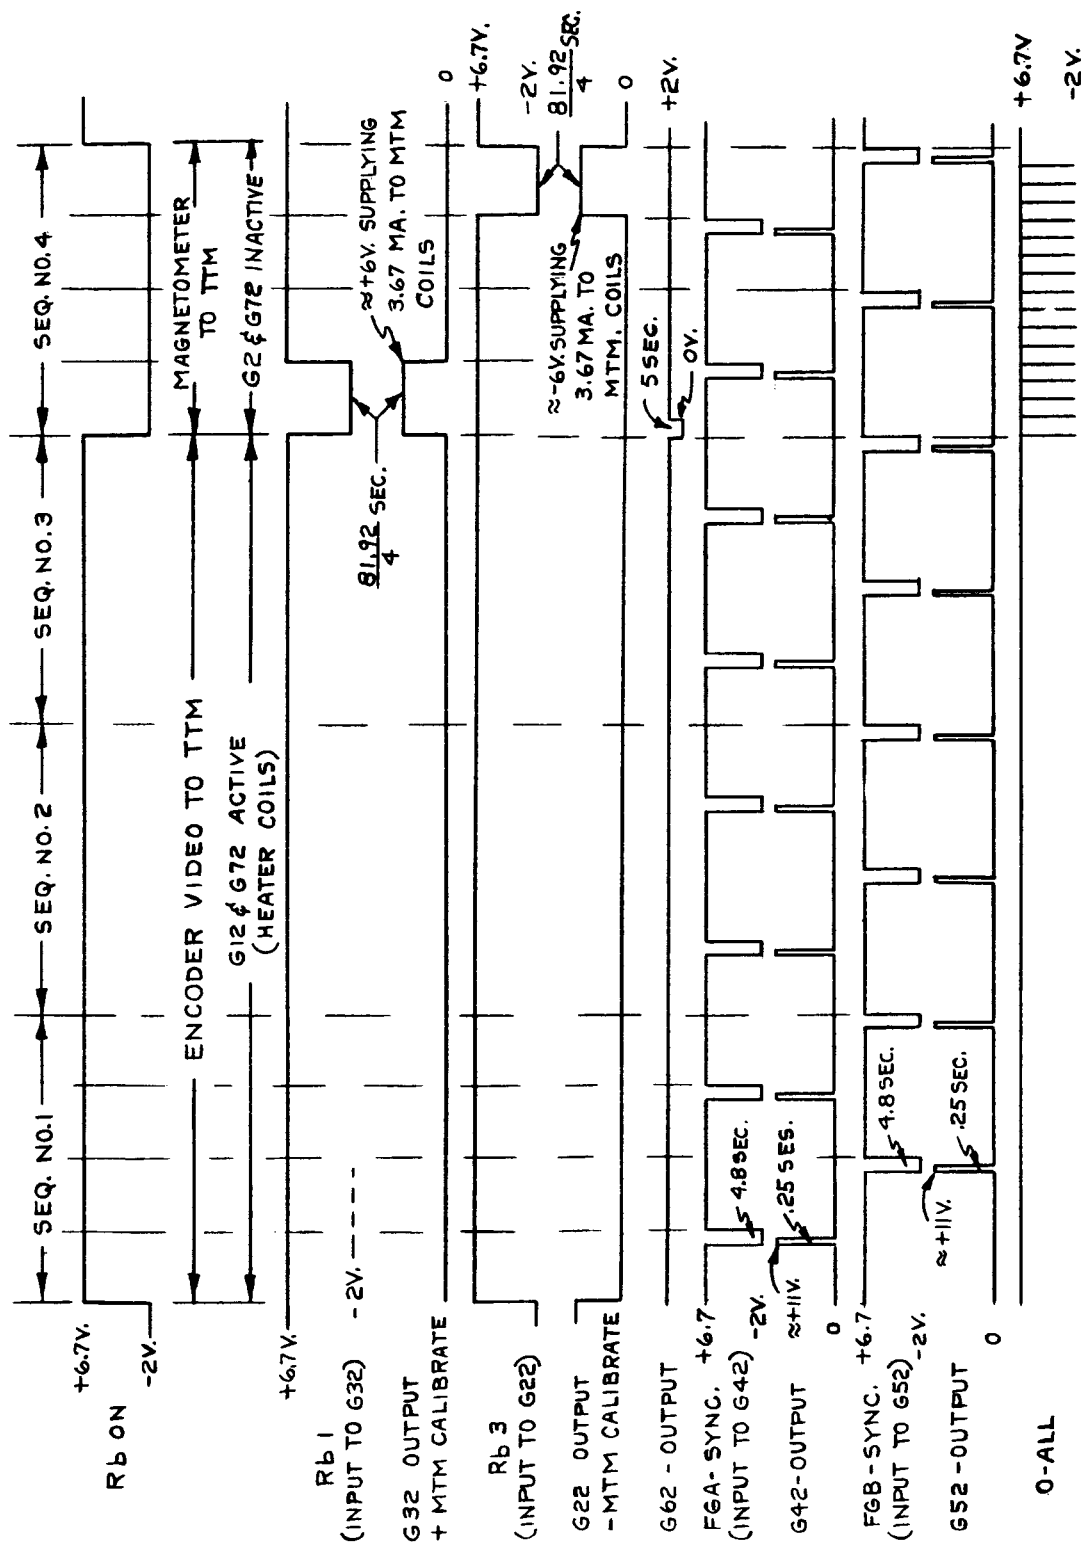 SEQ. NO. 1
SEQ. NO. 2
SEQ. NO. 3
SEQ. NO. 4
+6.7V.
-2V.
Rb ON
ENCODER VIDEO TO TTM
MAGNETOMETER
TO TTM
G12 & G72 ACTIVE
(HEATER COILS)
G2 & G72 INACTIVE
+6.7V.
-2V.
Rb 1
(INPUT TO G32)
81.92 SEC.
4
≈+6V. SUPPLYING
3.67 MA. TO MTM
COILS
G32 OUTPUT
+ MTM CALIBRATE
0
+6.7V.
-2V.
Rb 3
(INPUT TO G22)
81.92 SEC.
4
≈-6V. SUPPLYING
3.67 MA. TO
MTM. COILS
G22 OUTPUT
- MTM CALIBRATE
0
G62 - OUTPUT
5 SEC.
0V.
+2V.
FGA - SYNC.
(INPUT TO G42)
+6.7
-2V.
4.8 SEC.
G42-OUTPUT
≈+11V.
0
.25 SES.
FGB-SYNC.
(INPUT TO G52)
+6.7
-2V.
4.8 SEC.
G52-OUTPUT
≈+11V.
0
.25 SEC.
0-ALL
+6.7V
-2V.